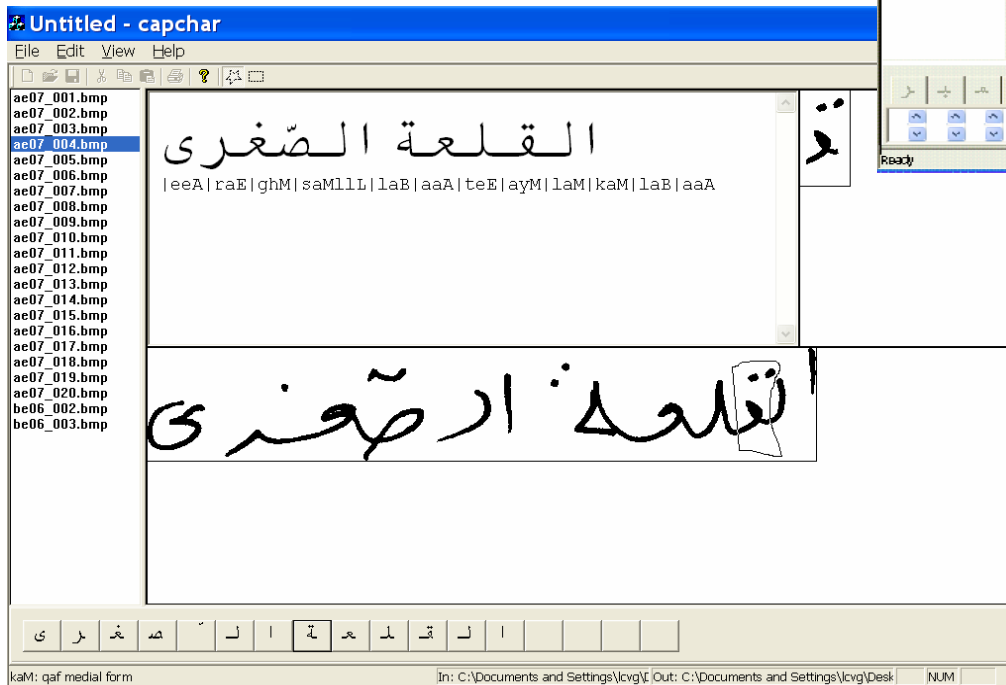 Untitled - capchar
File Edit View Help
ae07_001.bmp
ae07_002.bmp
ae07_003.bmp
ae07_004.bmp
ae07_005.bmp
ae07_006.bmp
ae07_007.bmp
ae07_008.bmp
ae07_009.bmp
ae07_010.bmp
ae07_011.bmp
ae07_012.bmp
ae07_013.bmp
ae07_014.bmp
ae07_015.bmp
ae07_016.bmp
ae07_017.bmp
ae07_018.bmp
ae07_019.bmp
ae07_020.bmp
be06_002.bmp
be06_003.bmp
القلعة الصّغرى
|eeA|raE|ghM|saMllL|laB|aaA|teE|ayM|laM|kaM|laB|aaA
Ready
القلعة الصّغرى
ى ر غ ص ّ ل ا ة ع ل ق ل ا
kaM: qaf medial form
In: C:\Documents and Settings\lcvg\D
Out: C:\Documents and Settings\lcvg\Desk
NUM